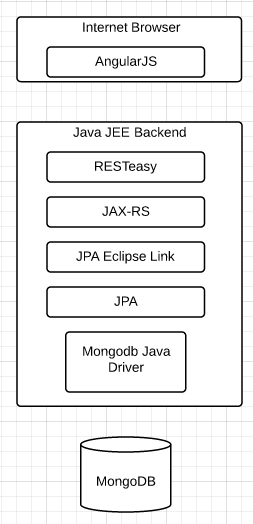 Internet Browser
AngularJS
Java JEE Backend
RESTeasy
JAX-RS
JPA Eclipse Link
JPA
Mongodb Java
Driver
MongoDB